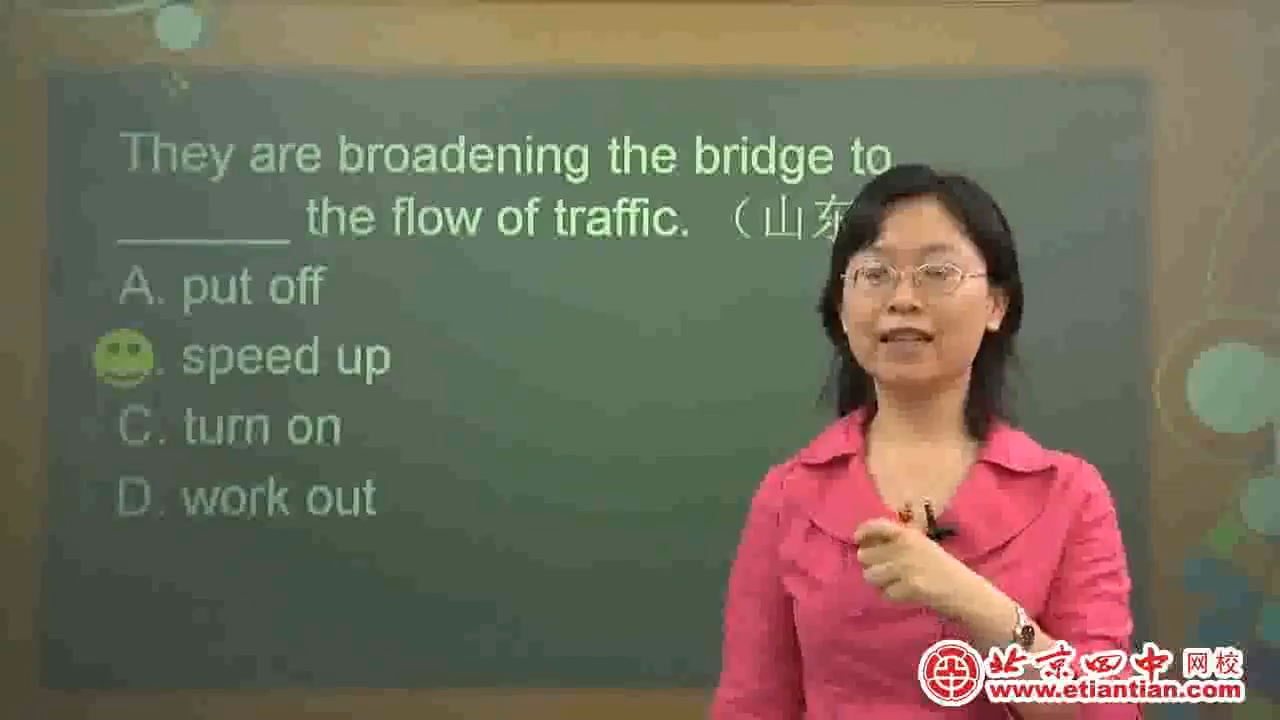 They are broadening the bridge to
______ the flow of traffic. （山东
A. put off
. speed up
C. turn on
D. work out
北京四中网校
www.etiantian.com